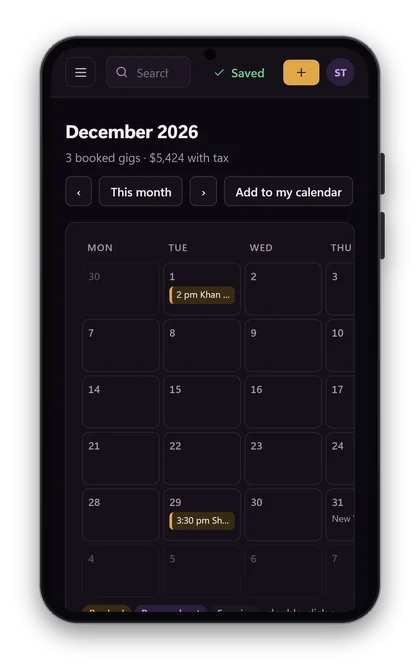 Search Saved + ST
December 2026
3 booked gigs · $5,424 with tax
‹ This month › Add to my calendar
MON TUE WED THU
30 1 2 3
2 pm Khan ...
7 8 9 10
14 15 16 17
21 22 23 24
28 29 30 31
3:30 pm Sh... New
4 5 6 7